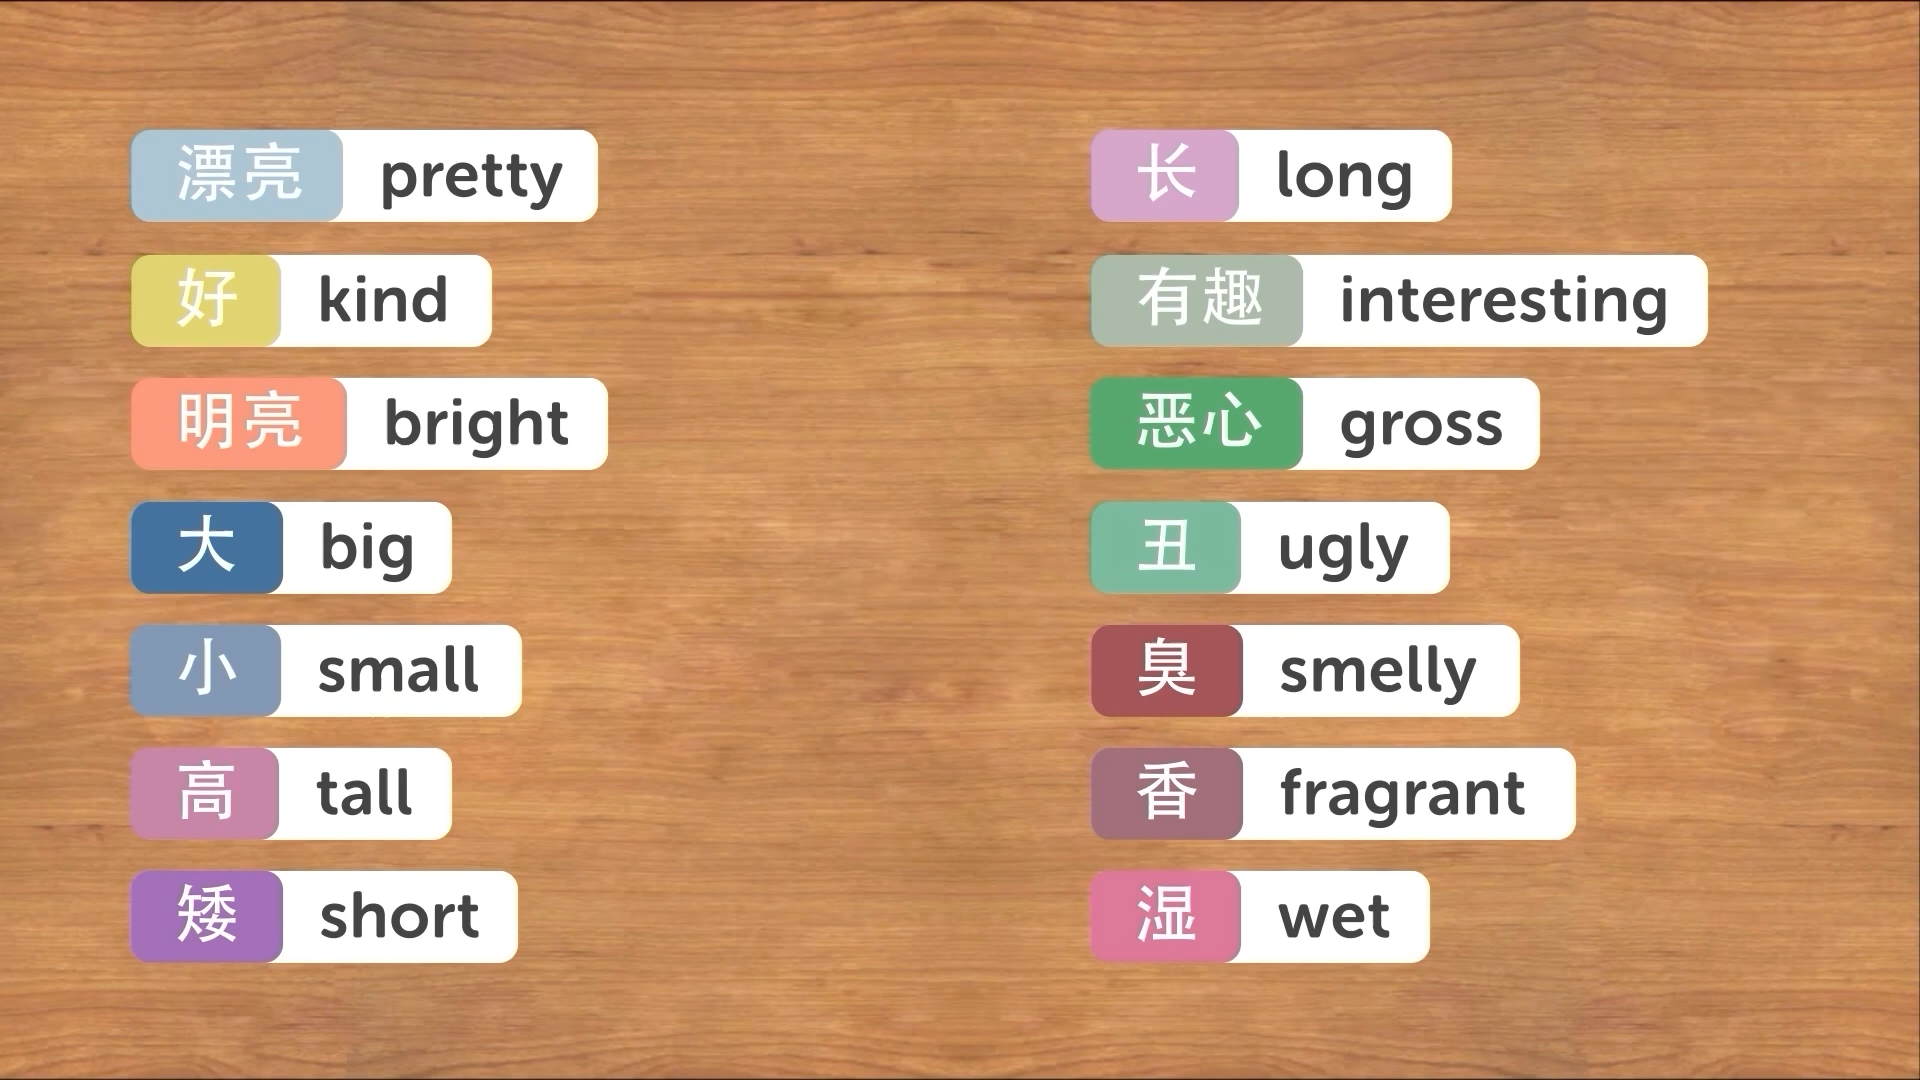 漂亮 pretty
好 kind
明亮 bright
大 big
小 small
高 tall
矮 short
长 long
有趣 interesting
恶心 gross
丑 ugly
臭 smelly
香 fragrant
湿 wet